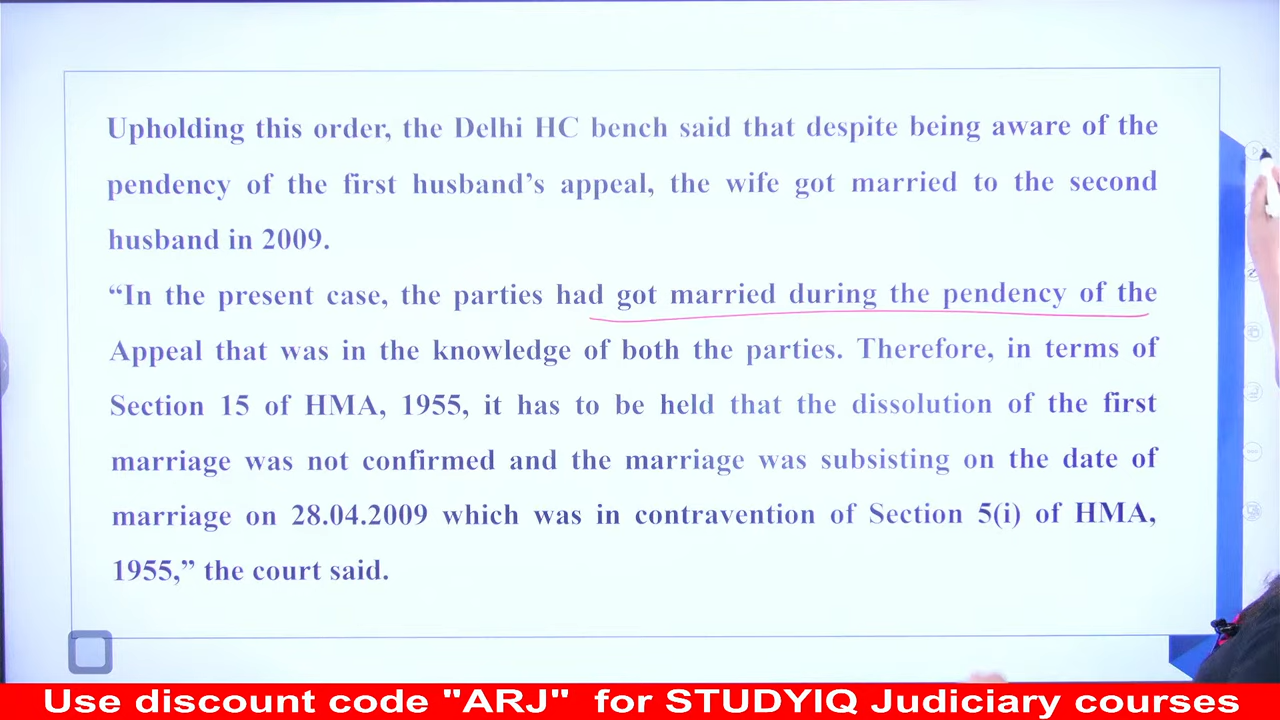 Upholding this order, the Delhi HC bench said that despite being aware of the
pendency of the first husband’s appeal, the wife got married to the second
husband in 2009.
“In the present case, the parties had got married during the pendency of the
Appeal that was in the knowledge of both the parties. Therefore, in terms of
Section 15 of HMA, 1955, it has to be held that the dissolution of the first
marriage was not confirmed and the marriage was subsisting on the date of
marriage on 28.04.2009 which was in contravention of Section 5(i) of HMA,
1955,” the court said.
Use discount code "ARJ" for STUDYIQ Judiciary courses